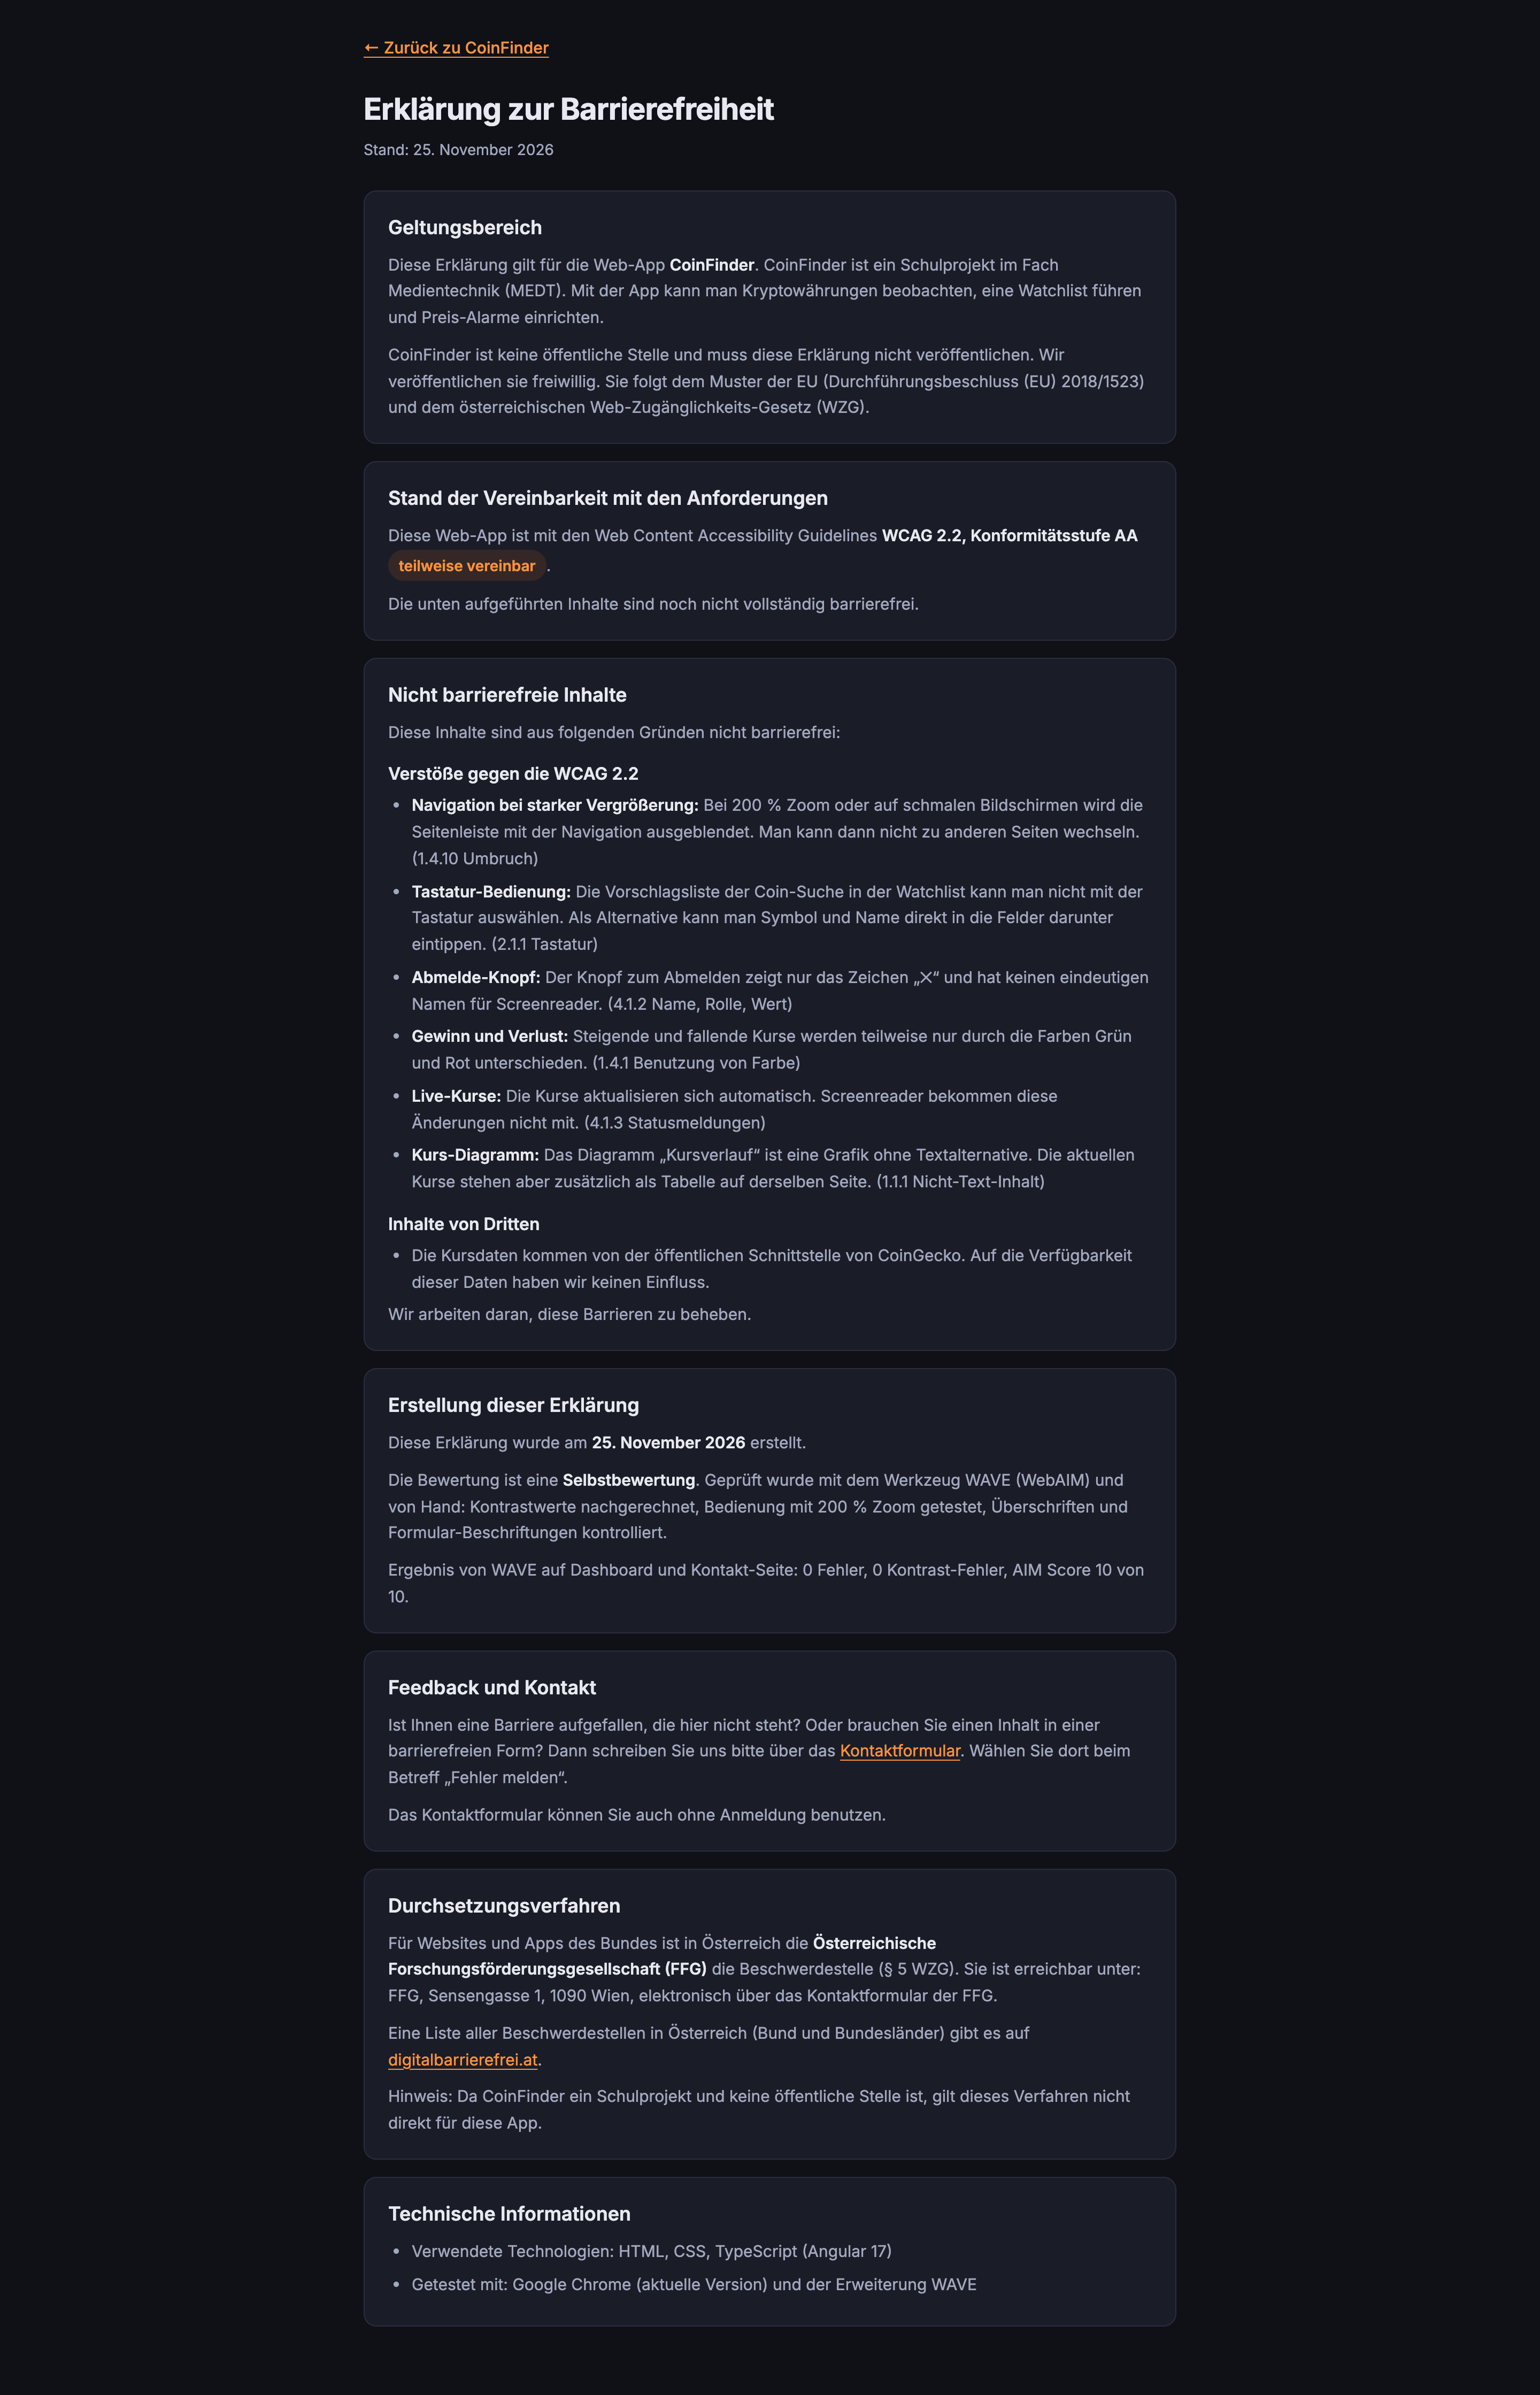 ← Zurück zu CoinFinder
Erklärung zur Barrierefreiheit
Stand: 25. November 2026
Geltungsbereich
Diese Erklärung gilt für die Web-App CoinFinder. CoinFinder ist ein Schulprojekt im Fach
Medientechnik (MEDT). Mit der App kann man Kryptowährungen beobachten, eine Watchlist führen
und Preis-Alarme einrichten.
CoinFinder ist keine öffentliche Stelle und muss diese Erklärung nicht veröffentlichen. Wir
veröffentlichen sie freiwillig. Sie folgt dem Muster der EU (Durchführungsbeschluss (EU) 2018/1523)
und dem österreichischen Web-Zugänglichkeits-Gesetz (WZG).
Stand der Vereinbarkeit mit den Anforderungen
Diese Web-App ist mit den Web Content Accessibility Guidelines WCAG 2.2, Konformitätsstufe AA
teilweise vereinbar.
Die unten aufgeführten Inhalte sind noch nicht vollständig barrierefrei.
Nicht barrierefreie Inhalte
Diese Inhalte sind aus folgenden Gründen nicht barrierefrei:
Verstöße gegen die WCAG 2.2
• Navigation bei starker Vergrößerung: Bei 200 % Zoom oder auf schmalen Bildschirmen wird die
Seitenleiste mit der Navigation ausgeblendet. Man kann dann nicht zu anderen Seiten wechseln.
(1.4.10 Umbruch)
• Tastatur-Bedienung: Die Vorschlagsliste der Coin-Suche in der Watchlist kann man nicht mit der
Tastatur auswählen. Als Alternative kann man Symbol und Name direkt in die Felder darunter
eintippen. (2.1.1 Tastatur)
• Abmelde-Knopf: Der Knopf zum Abmelden zeigt nur das Zeichen „✕“ und hat keinen eindeutigen
Namen für Screenreader. (4.1.2 Name, Rolle, Wert)
• Gewinn und Verlust: Steigende und fallende Kurse werden teilweise nur durch die Farben Grün
und Rot unterschieden. (1.4.1 Benutzung von Farbe)
• Live-Kurse: Die Kurse aktualisieren sich automatisch. Screenreader bekommen diese
Änderungen nicht mit. (4.1.3 Statusmeldungen)
• Kurs-Diagramm: Das Diagramm „Kursverlauf“ ist eine Grafik ohne Textalternative. Die aktuellen
Kurse stehen aber zusätzlich als Tabelle auf derselben Seite. (1.1.1 Nicht-Text-Inhalt)
Inhalte von Dritten
• Die Kursdaten kommen von der öffentlichen Schnittstelle von CoinGecko. Auf die Verfügbarkeit
dieser Daten haben wir keinen Einfluss.
Wir arbeiten daran, diese Barrieren zu beheben.
Erstellung dieser Erklärung
Diese Erklärung wurde am 25. November 2026 erstellt.
Die Bewertung ist eine Selbstbewertung. Geprüft wurde mit dem Werkzeug WAVE (WebAIM) und
von Hand: Kontrastwerte nachgerechnet, Bedienung mit 200 % Zoom getestet, Überschriften und
Formular-Beschriftungen kontrolliert.
Ergebnis von WAVE auf Dashboard und Kontakt-Seite: 0 Fehler, 0 Kontrast-Fehler, AIM Score 10 von
10.
Feedback und Kontakt
Ist Ihnen eine Barriere aufgefallen, die hier nicht steht? Oder brauchen Sie einen Inhalt in einer
barrierefreien Form? Dann schreiben Sie uns bitte über das Kontaktformular. Wählen Sie dort beim
Betreff „Fehler melden“.
Das Kontaktformular können Sie auch ohne Anmeldung benutzen.
Durchsetzungsverfahren
Für Websites und Apps des Bundes ist in Österreich die Österreichische
Forschungsförderungsgesellschaft (FFG) die Beschwerdestelle (§ 5 WZG). Sie ist erreichbar unter:
FFG, Sensengasse 1, 1090 Wien, elektronisch über das Kontaktformular der FFG.
Eine Liste aller Beschwerdestellen in Österreich (Bund und Bundesländer) gibt es auf
digitalbarrierefrei.at.
Hinweis: Da CoinFinder ein Schulprojekt und keine öffentliche Stelle ist, gilt dieses Verfahren nicht
direkt für diese App.
Technische Informationen
• Verwendete Technologien: HTML, CSS, TypeScript (Angular 17)
• Getestet mit: Google Chrome (aktuelle Version) und der Erweiterung WAVE